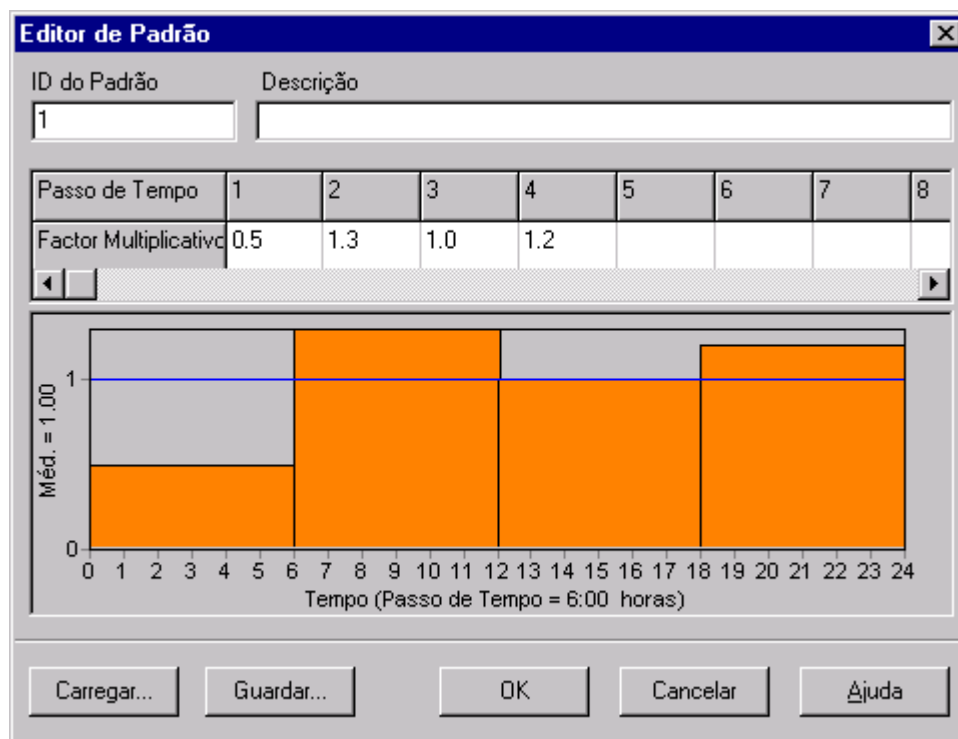 Editor de Padrão
ID do Padrão Descrição
1
Passo de Tempo 1 2 3 4 5 6 7 8
Factor Multiplicativo 0.5 1.3 1.0 1.2
Méd. = 1.00
1
0
0 1 2 3 4 5 6 7 8 9 10 11 12 13 14 15 16 17 18 19 20 21 22 23 24
Tempo (Passo de Tempo = 6:00 horas)
Carregar... Guardar... OK Cancelar Ajuda